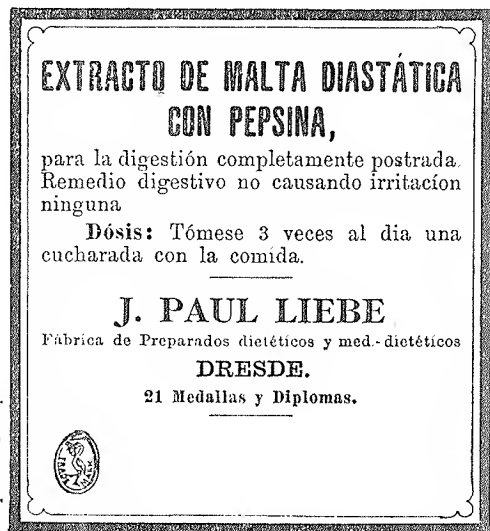 EXTRACTO DE MALTA DIASTÁTICA
CON PEPSINA,
para la digestión completamente postrada.
Remedio digestivo no causando irritacíon
ninguna
Dósis: Tómese 3 veces al dia una
cucharada con la comida.
J. PAUL LIEBE
Fábrica de Preparados dietéticos y med.-dietéticos
DRESDE.
21 Medallas y Diplomas.